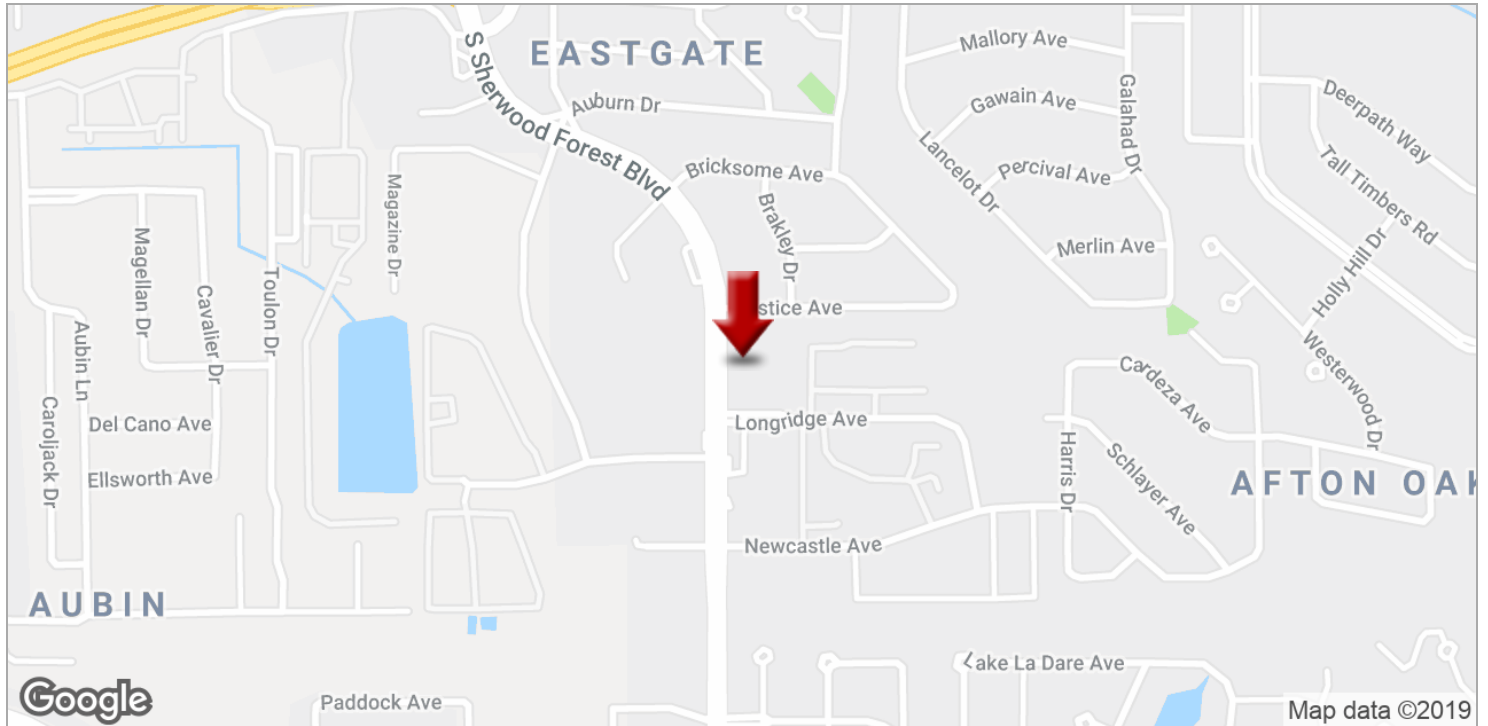 EASTGATE
S Sherwood Forest Blvd
Auburn Dr
Mallory Ave
Gawain Ave
Galahad Dr
Deerpath Way
Lancelot Dr
Percival Ave
Tall Timbers Rd
Bricksome Ave
Brakley Dr
Magazine Dr
Merlin Ave
Holly Hill Dr
Magellan Dr
Cavalier Dr
Toulon Dr
stice Ave
Westerwood Dr
Aubin Ln
Cardeza Ave
Caroljack Dr
Del Cano Ave
Longridge Ave
Harris Dr
Schlayer Ave
Ellsworth Ave
AFTON OAK
Newcastle Ave
AUBIN
Lake La Dare Ave
Paddock Ave
Google
Map data ©2019